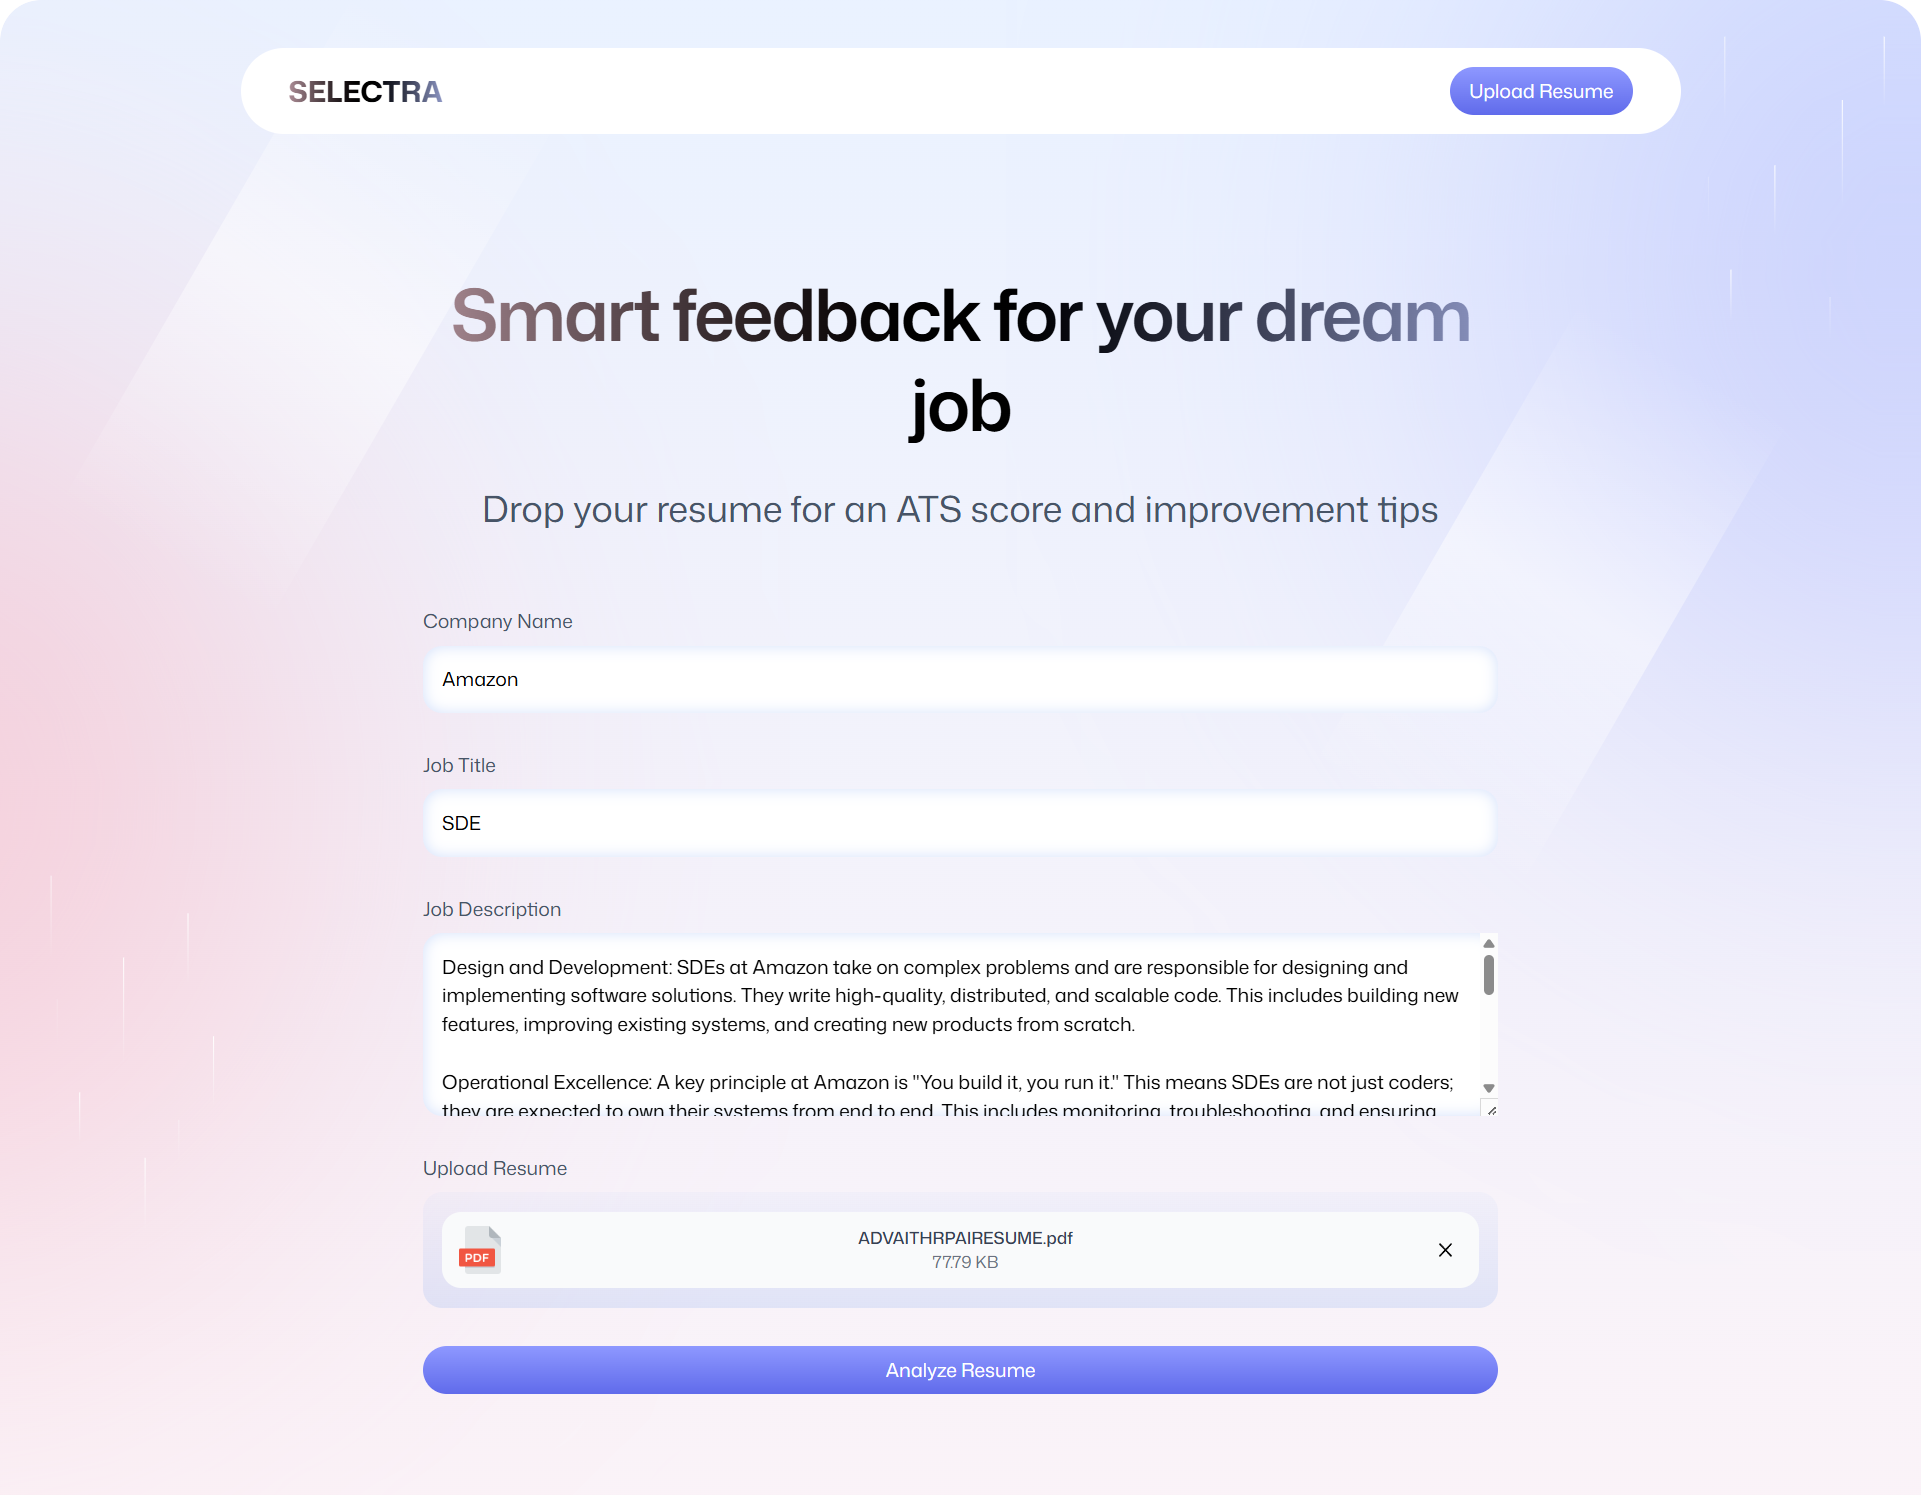 SELECTRA
Upload Resume
Smart feedback for your dream
job
Drop your resume for an ATS score and improvement tips
Company Name
Amazon
Job Title
SDE
Job Description
Design and Development: SDEs at Amazon take on complex problems and are responsible for designing and
implementing software solutions. They write high-quality, distributed, and scalable code. This includes building new
features, improving existing systems, and creating new products from scratch.
Operational Excellence: A key principle at Amazon is "You build it, you run it." This means SDEs are not just coders;
they are expected to own their systems from end to end. This includes monitoring, troubleshooting, and ensuring
Upload Resume
PDF
ADVAITHRPAIRESUME.pdf
77.79 KB
Analyze Resume